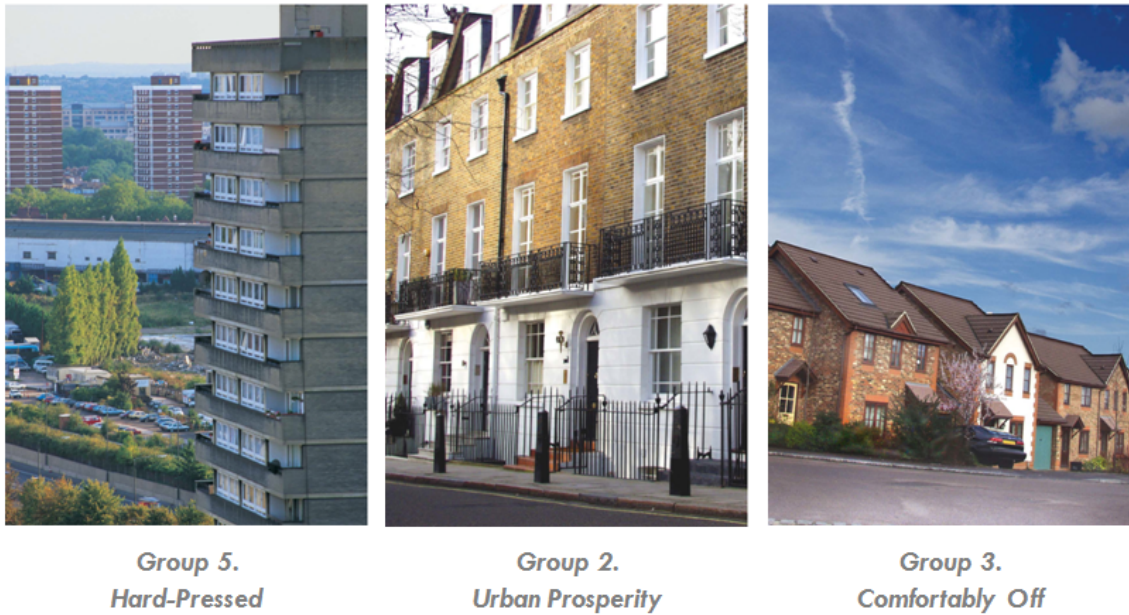 Group 5.
Hard-Pressed
Group 2.
Urban Prosperity
Group 3.
Comfortably Off